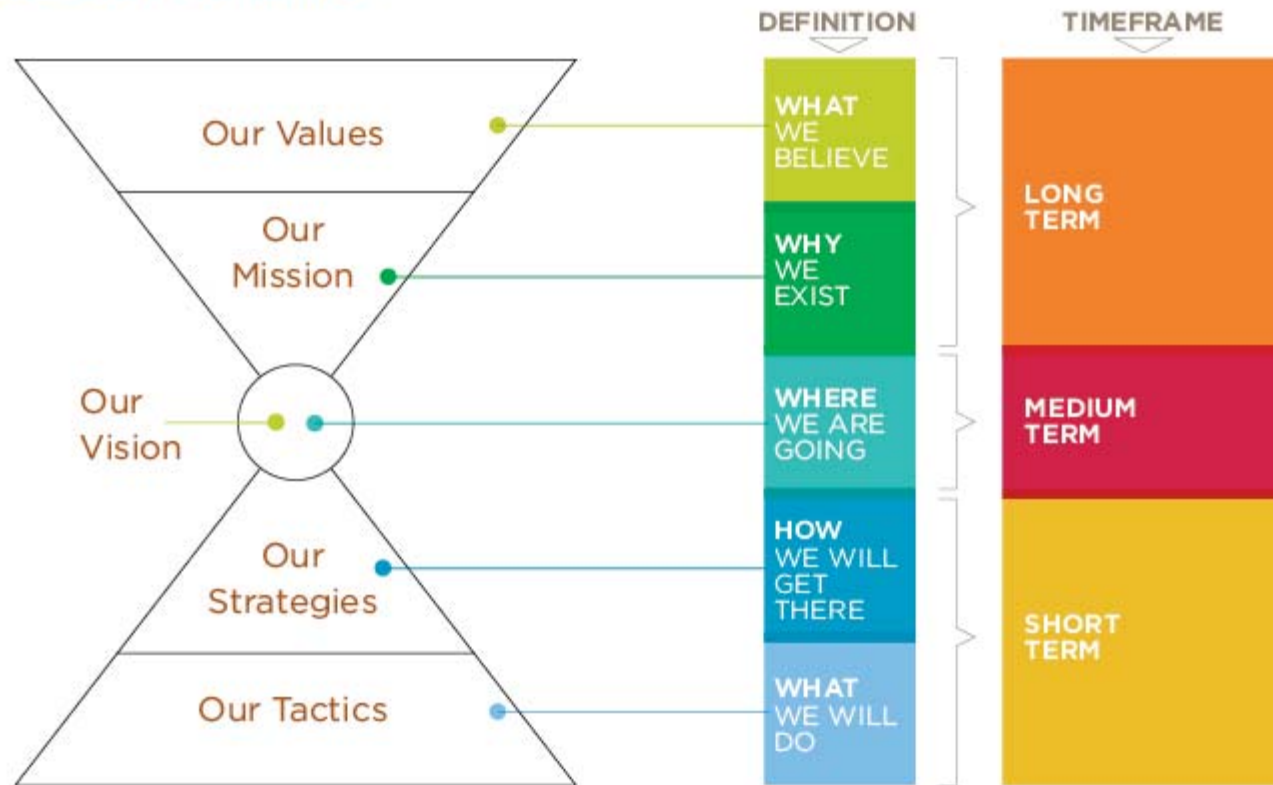 DEFINITION
TIMEFRAME
Our Values
WHAT
WE
BELIEVE
LONG
TERM
Our
Mission
WHY
WE
EXIST
Our
Vision
WHERE
WE ARE
GOING
MEDIUM
TERM
Our
Strategies
HOW
WE WILL
GET
THERE
SHORT
TERM
Our Tactics
WHAT
WE WILL
DO